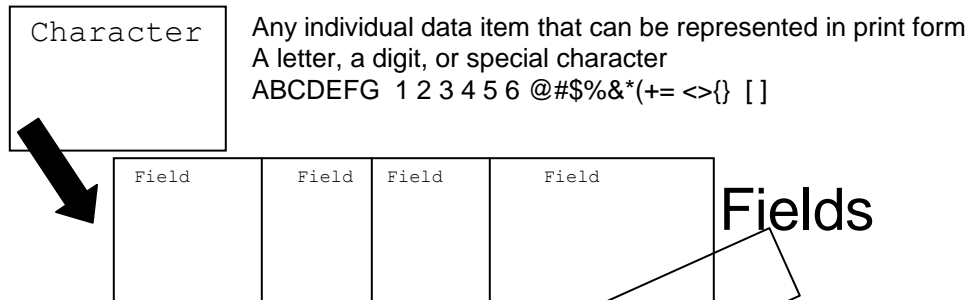 Character
Any individual data item that can be represented in print form
A letter, a digit, or special character
ABCDEFG 1 2 3 4 5 6 @#$%&*(+= <>{} [ ]
Field Field Field Field
Fields